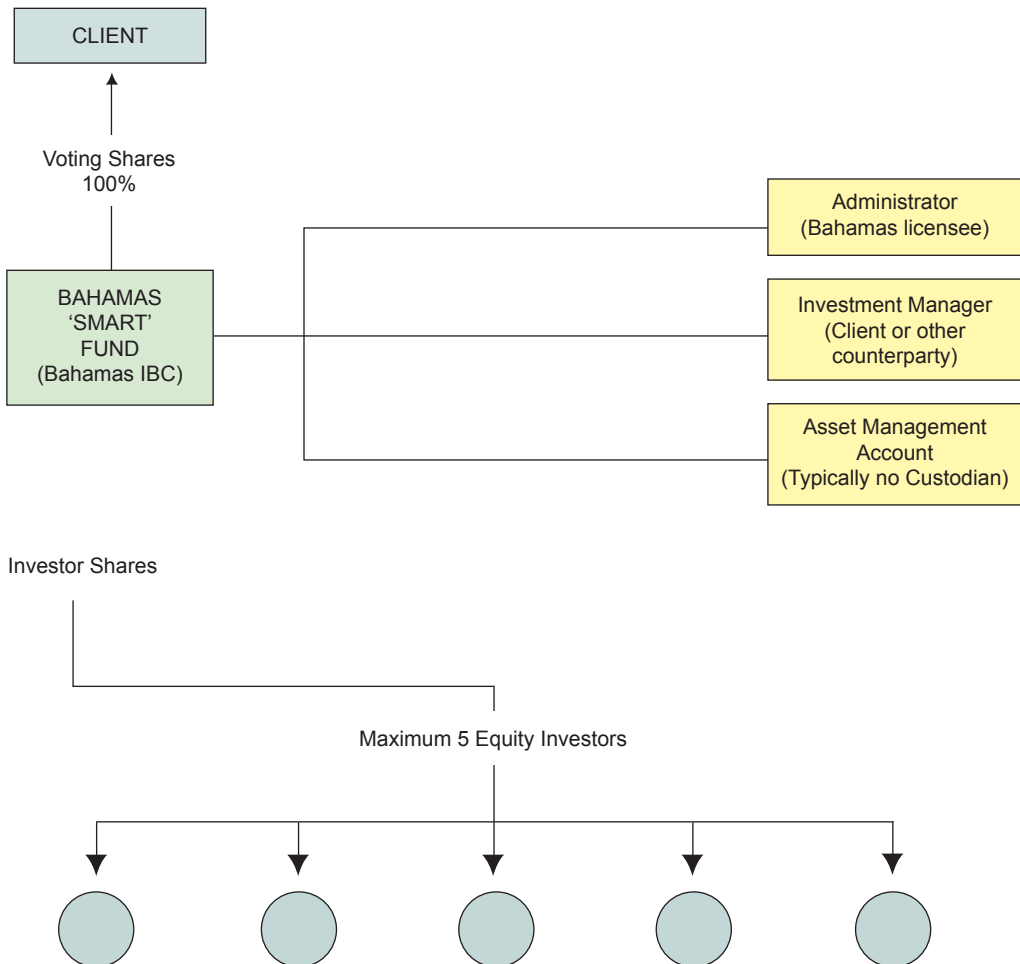 CLIENT
Voting Shares
100%
BAHAMAS
‘SMART’
FUND
(Bahamas IBC)
Administrator
(Bahamas licensee)
Investment Manager
(Client or other
counterparty)
Asset Management
Account
(Typically no Custodian)
Investor Shares
Maximum 5 Equity Investors